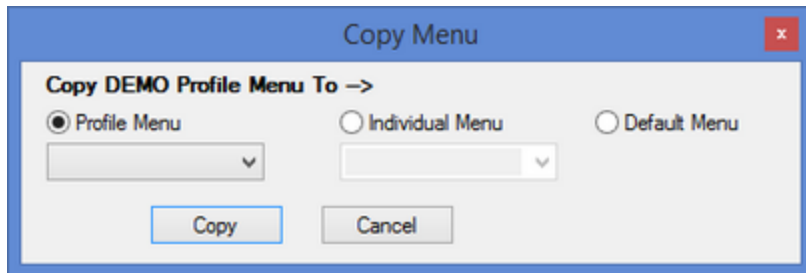 Copy Menu
x
Copy DEMO Profile Menu To -->
Profile Menu Individual Menu Default Menu
Copy Cancel